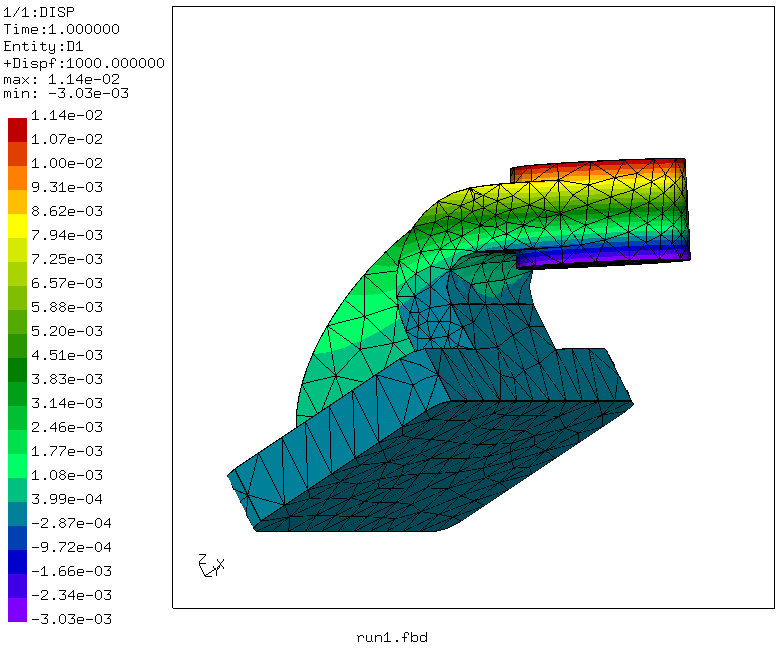 1/1:DISP
Time:1.000000
Entity:D1
+Dispf:1000.000000
max: 1.14e-02
min: -3.03e-03
1.14e-02
1.07e-02
1.00e-02
9.31e-03
8.62e-03
7.94e-03
7.25e-03
6.57e-03
5.88e-03
5.20e-03
4.51e-03
3.83e-03
3.14e-03
2.46e-03
1.77e-03
1.08e-03
3.99e-04
-2.87e-04
-9.72e-04
-1.66e-03
-2.34e-03
-3.03e-03
Z
Y
X
run1.fbd